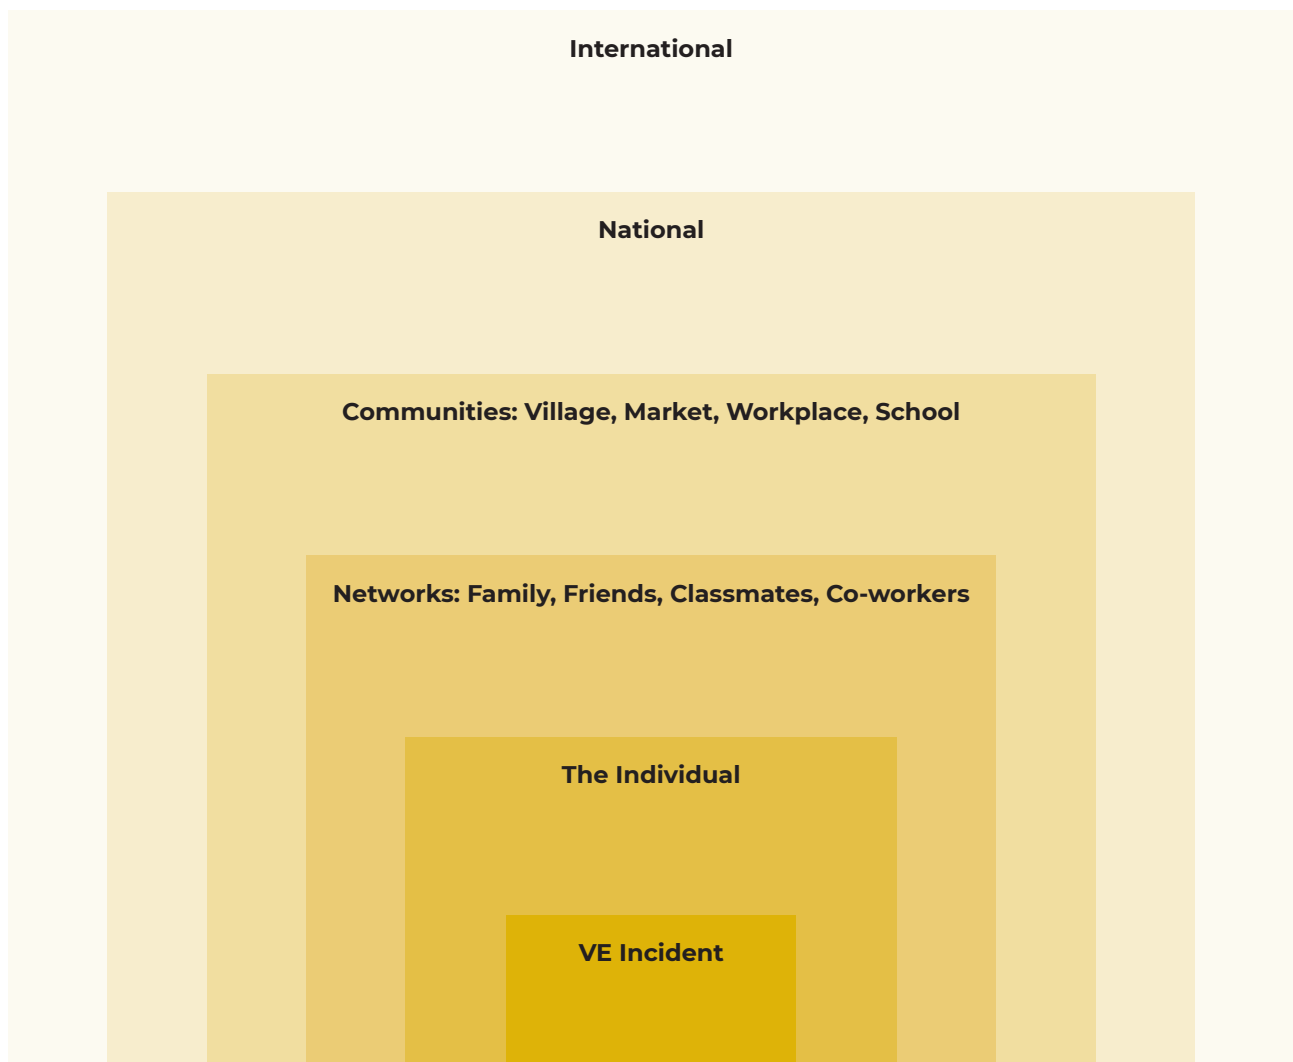 International
National
Communities: Village, Market, Workplace, School
Networks: Family, Friends, Classmates, Co-workers
The Individual
VE Incident